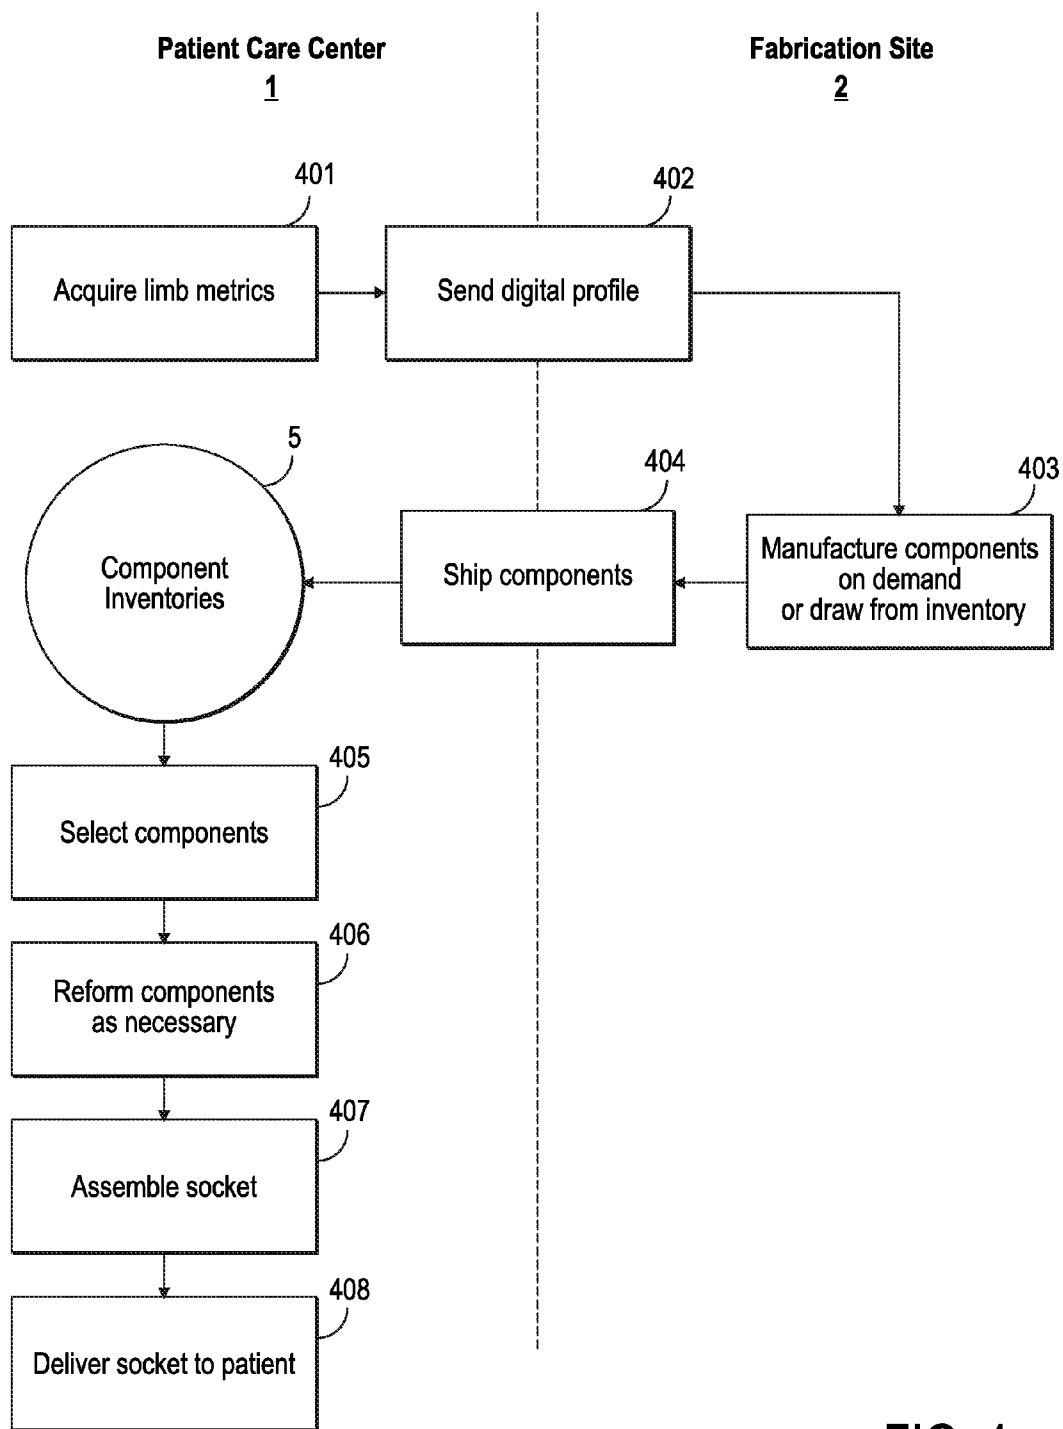 Patient Care Center
1
Fabrication Site
2
401
Acquire limb metrics
402
Send digital profile
5
Component
Inventories
404
Ship components
403
Manufacture components
on demand
or draw from inventory
405
Select components
406
Reform components
as necessary
407
Assemble socket
408
Deliver socket to patient